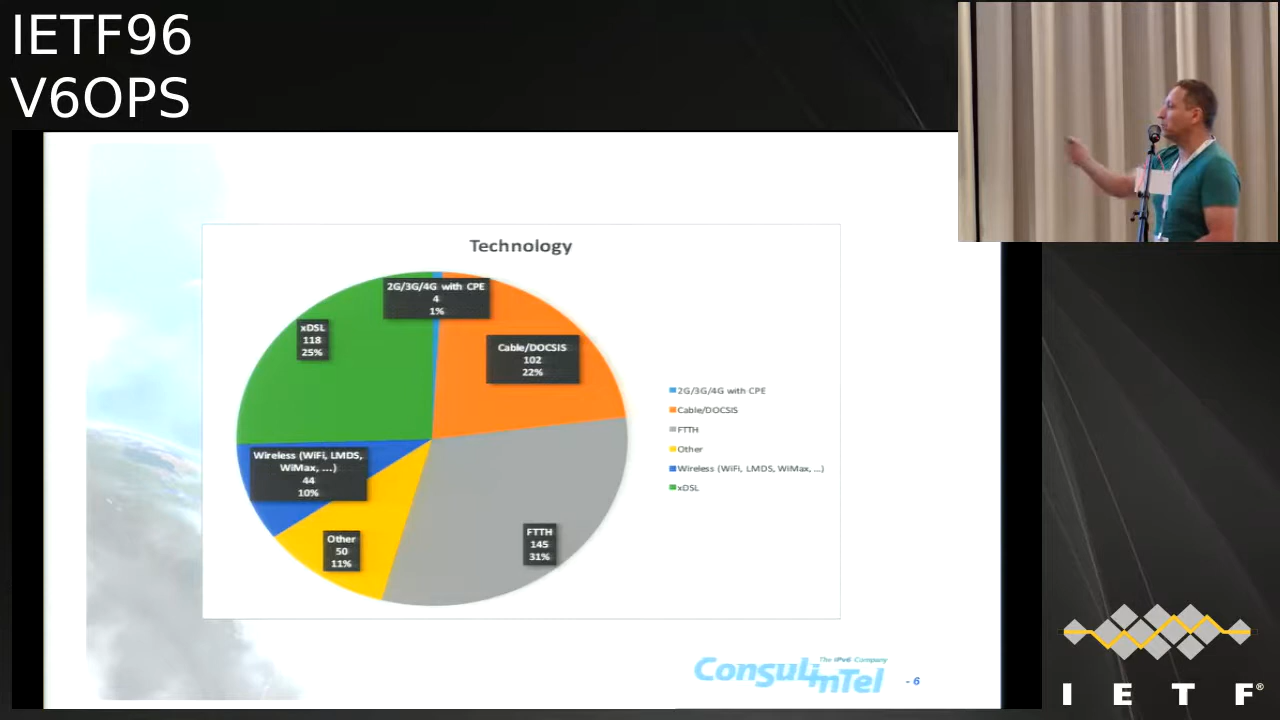 IETF96
V6OPS
Technology
2G/3G/4G with CPE
4
1%
xDSL
118
25%
Cable/DOCSIS
102
22%
Wireless (WiFi, LMDS,
WiMax, ....)
44
10%
Other
50
11%
FTTH
145
31%
2G/3G/4G with CPE
Cable/DOCSIS
FTTH
Other
Wireless (WiFi, LMDS, WiMax, ...)
xDSL
The IPv6 Company
ConsulinTel
- 6
I E T F®